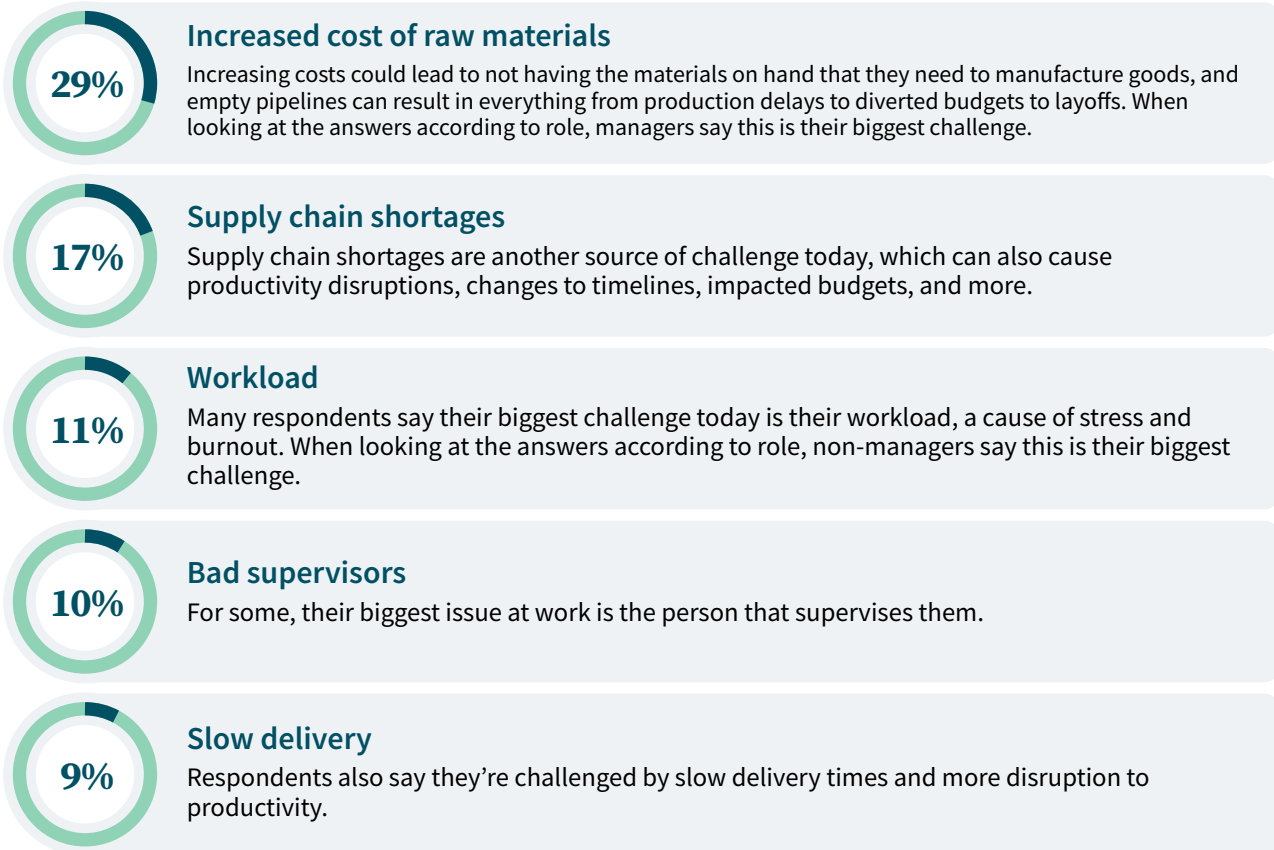 29%
Increased cost of raw materials
Increasing costs could lead to not having the materials on hand that they need to manufacture goods, and
empty pipelines can result in everything from production delays to diverted budgets to layoffs. When
looking at the answers according to role, managers say this is their biggest challenge.
17%
Supply chain shortages
Supply chain shortages are another source of challenge today, which can also cause
productivity disruptions, changes to timelines, impacted budgets, and more.
11%
Workload
Many respondents say their biggest challenge today is their workload, a cause of stress and
burnout. When looking at the answers according to role, non-managers say this is their biggest
challenge.
10%
Bad supervisors
For some, their biggest issue at work is the person that supervises them.
9%
Slow delivery
Respondents also say they’re challenged by slow delivery times and more disruption to
productivity.